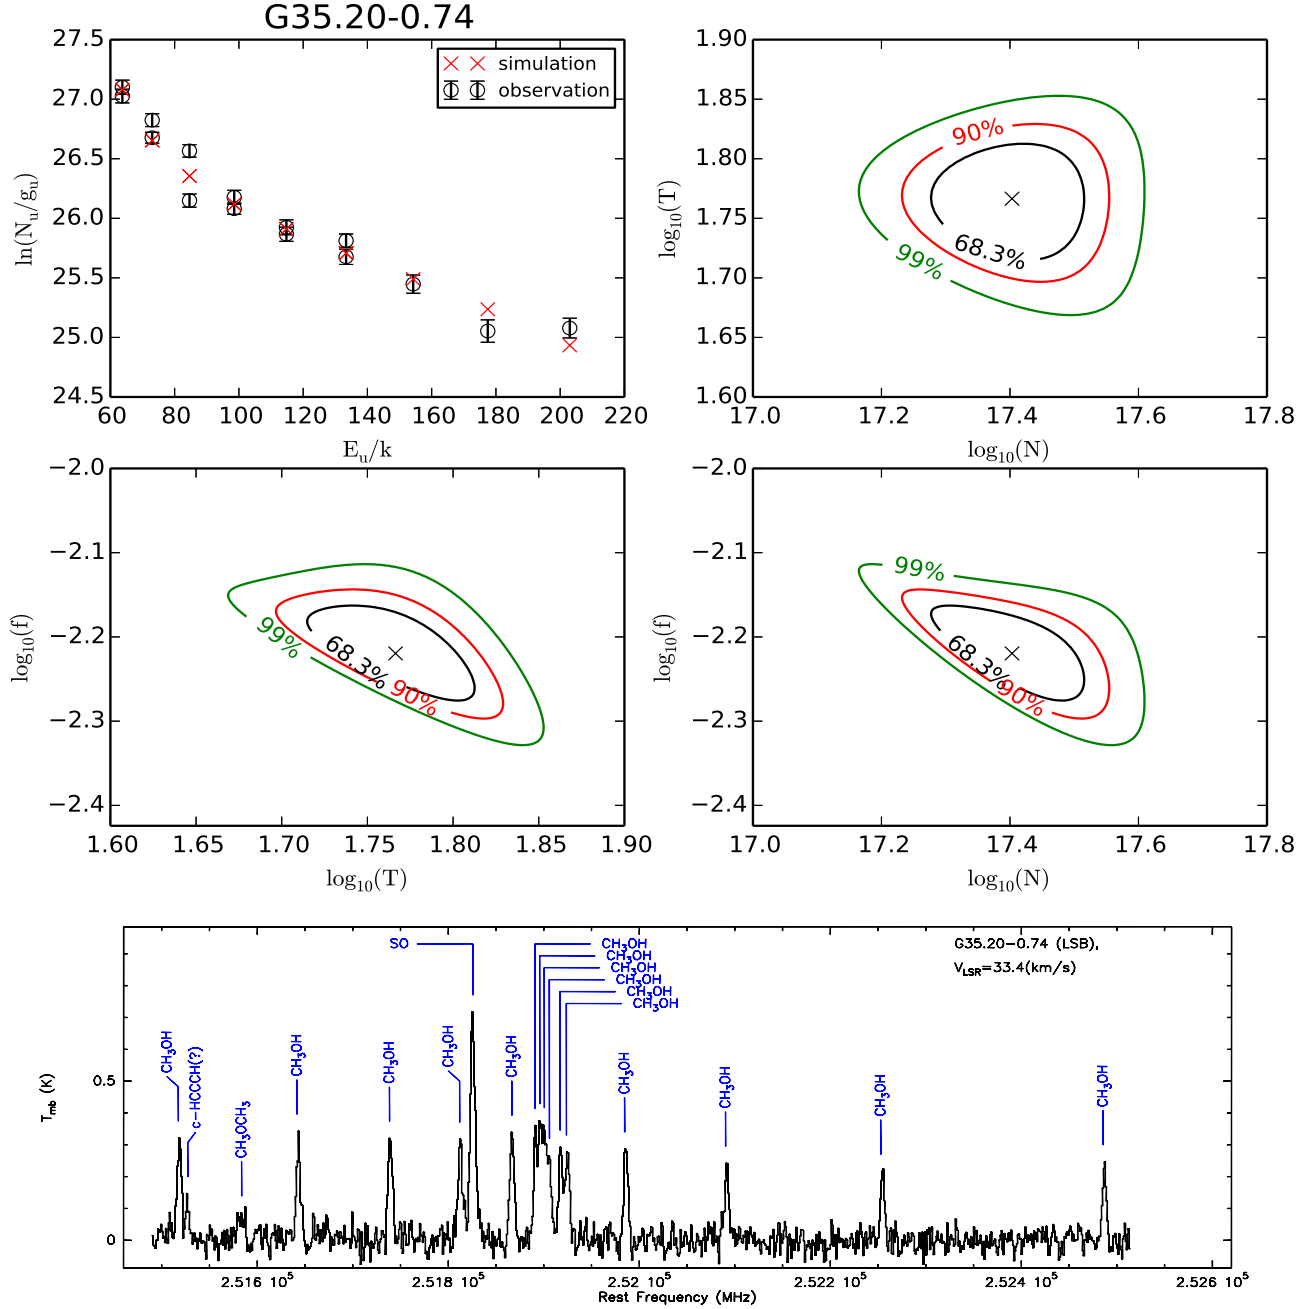 G35.20-0.74
27.5
27.0
26.5
26.0
25.5
25.0
24.5
ln(Nu/gu)
× × simulation
observation
60 80 100 120 140 160 180 200 220
Eu/k
1.90
1.85
1.80
1.75
1.70
1.65
1.60
log10(T)
90%
68.3%
99%
17.0 17.2 17.4 17.6 17.8
log10(N)
−2.0
−2.1
−2.2
−2.3
−2.4
log10(f)
99%
68.3%
90%
1.60 1.65 1.70 1.75 1.80 1.85 1.90
log10(T)
−2.0
−2.1
−2.2
−2.3
−2.4
log10(f)
99%
68.3%
90%
17.0 17.2 17.4 17.6 17.8
log10(N)
SO
CH3OH
CH3OH
CH3OH
CH3OH
CH3OH
CH3OH
G35.20−0.74 (LSB),
VLSR=33.4(km/s)
CH3OH
c−HCCCH(?)
CH3OCH3
CH3OH
CH3OH
CH3OH
CH3OH
CH3OH
CH3OH
CH3OH
CH3OH
Tmb (K)
0.5
0
2.516 10^5 2.518 10^5 2.52 10^5 2.522 10^5 2.524 10^5 2.526 10^5
Rest Frequency (MHz)